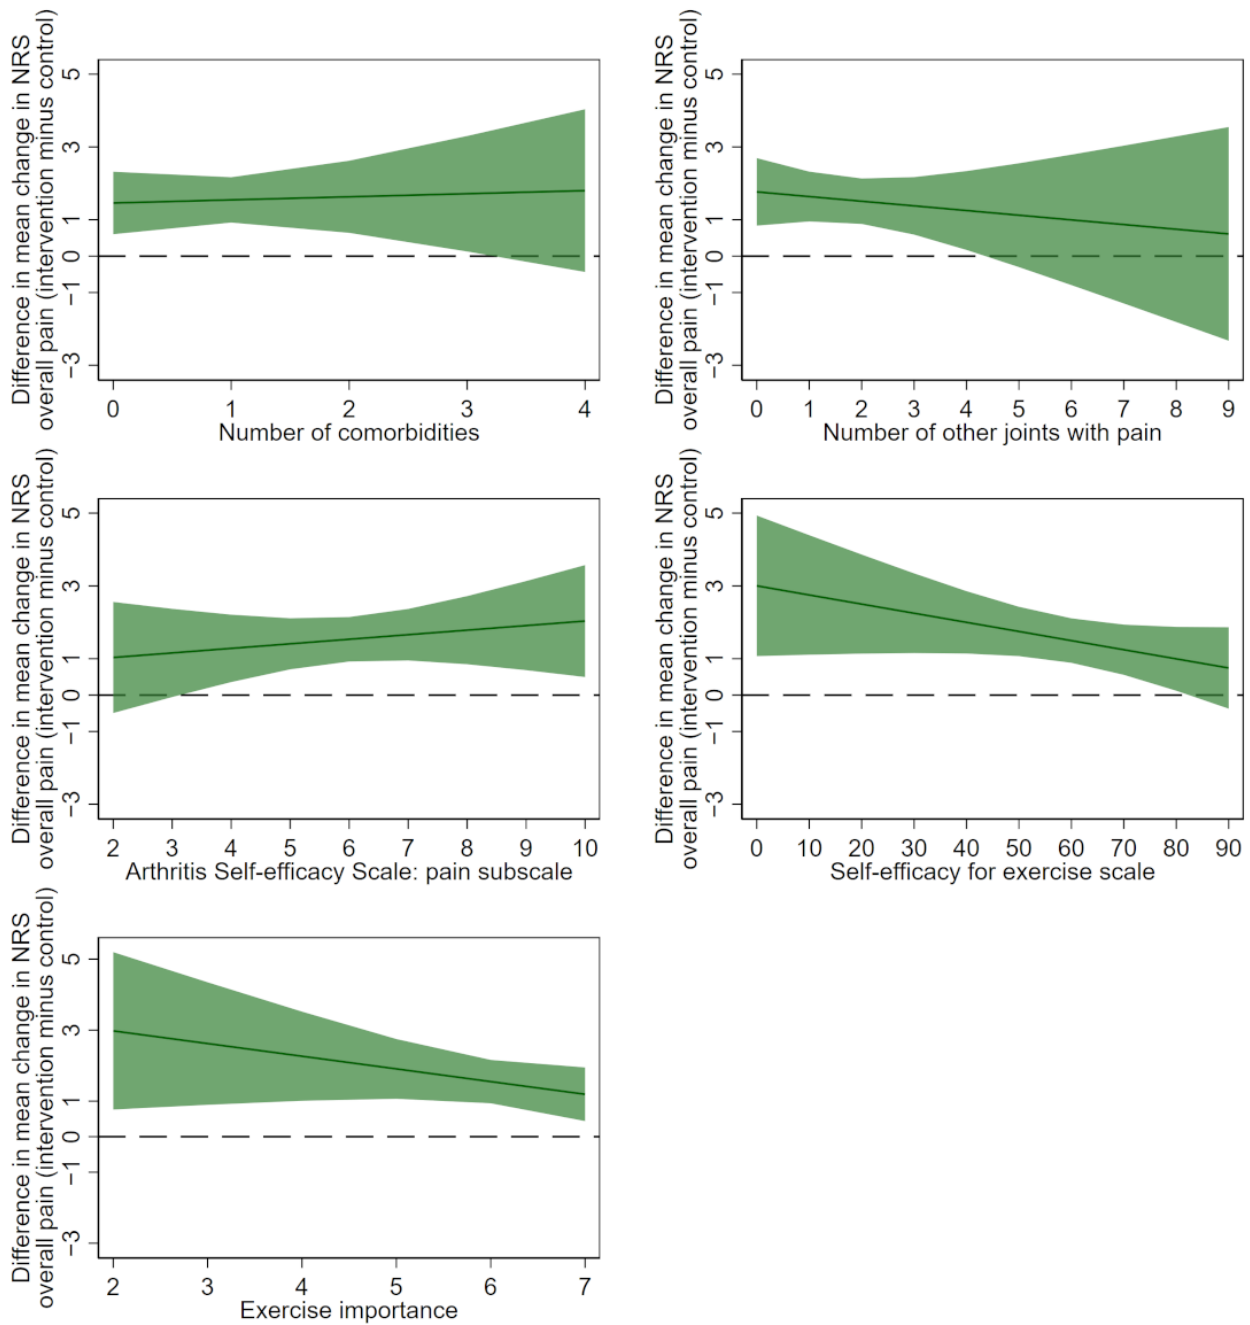 Difference in mean change in NRS
overall pain (intervention minus control)
5
3
1
0
−1
−3
0 1 2 3 4
Number of comorbidities
Difference in mean change in NRS
overall pain (intervention minus control)
5
3
1
0
−1
−3
0 1 2 3 4 5 6 7 8 9
Number of other joints with pain
Difference in mean change in NRS
overall pain (intervention minus control)
5
3
1
0
−1
−3
2 3 4 5 6 7 8 9 10
Arthritis Self-efficacy Scale: pain subscale
Difference in mean change in NRS
overall pain (intervention minus control)
5
3
1
0
−1
−3
0 10 20 30 40 50 60 70 80 90
Self-efficacy for exercise scale
Difference in mean change in NRS
overall pain (intervention minus control)
5
3
1
0
−1
−3
2 3 4 5 6 7
Exercise importance